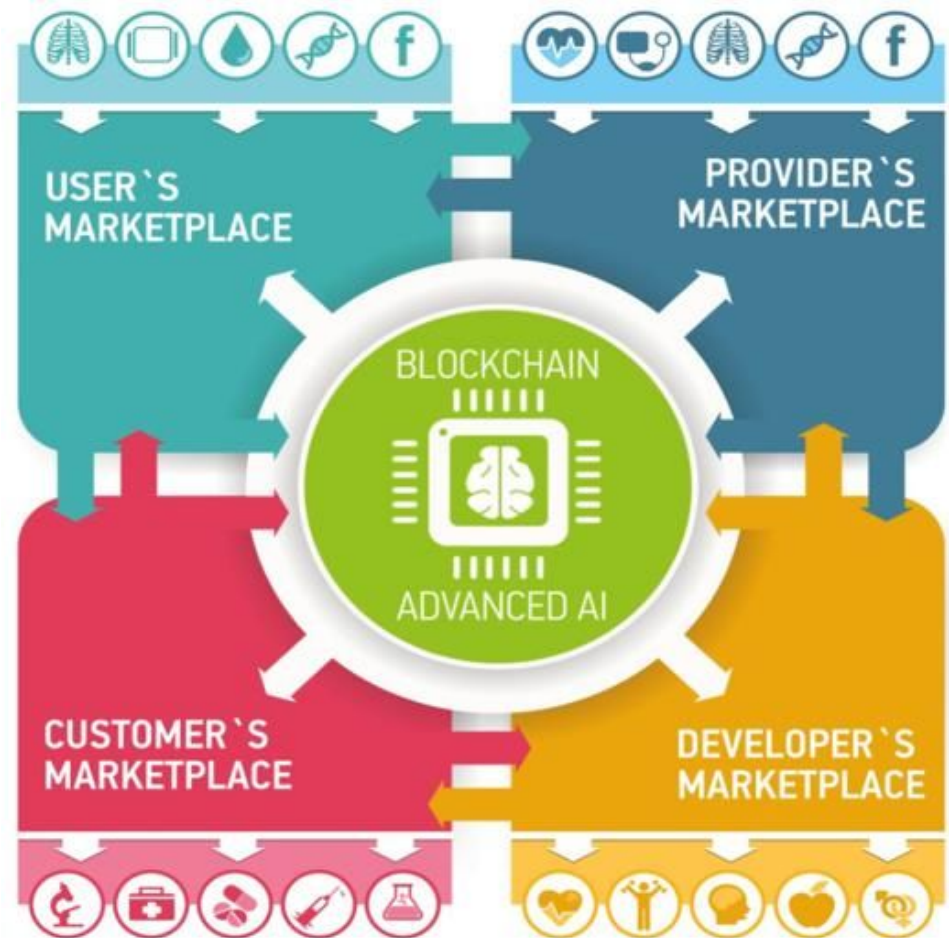 USER`S
MARKETPLACE
PROVIDER`S
MARKETPLACE
BLOCKCHAIN
ADVANCED AI
CUSTOMER`S
MARKETPLACE
DEVELOPER`S
MARKETPLACE